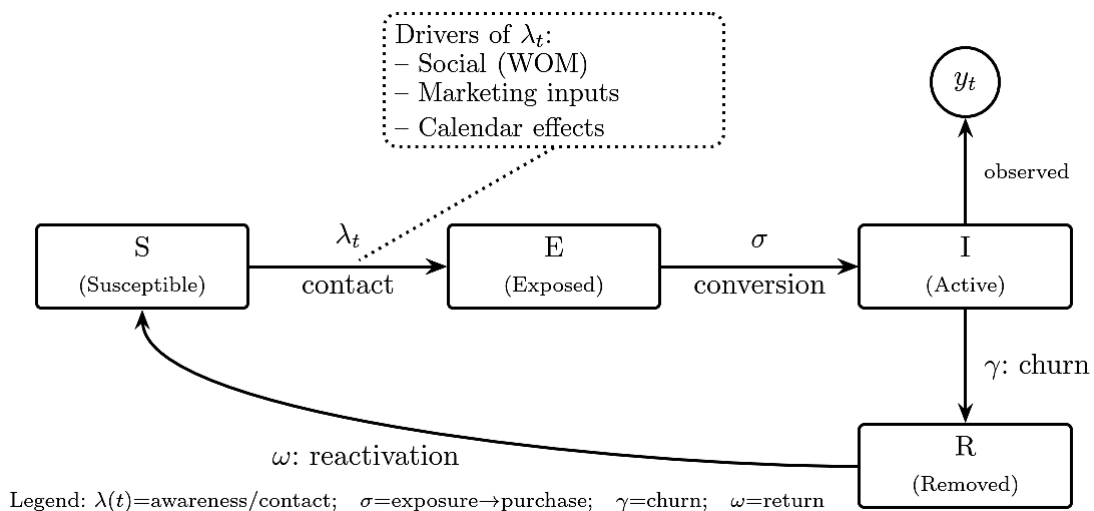 Drivers of λt:
– Social (WOM)
– Marketing inputs
– Calendar effects
yt
observed
S
(Susceptible)
λt
contact
E
(Exposed)
σ
conversion
I
(Active)
γ: churn
R
(Removed)
ω: reactivation
Legend: λ(t)=awareness/contact; σ=exposure→purchase; γ=churn; ω=return